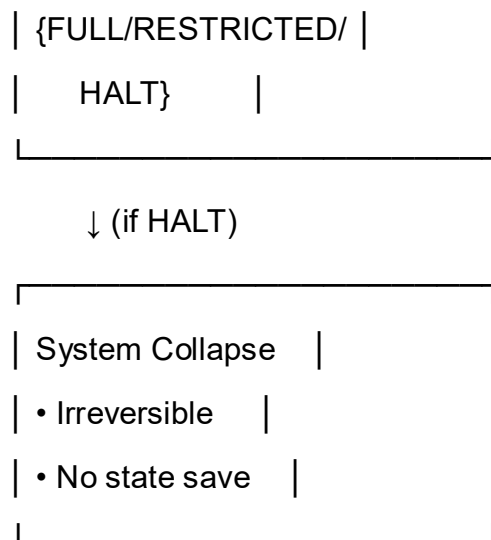 │ {FULL/RESTRICTED/ │
│ HALT} │
└─────────────────────
↓ (if HALT)
┌─────────────────────
│ System Collapse │
│ • Irreversible │
│ • No state save │